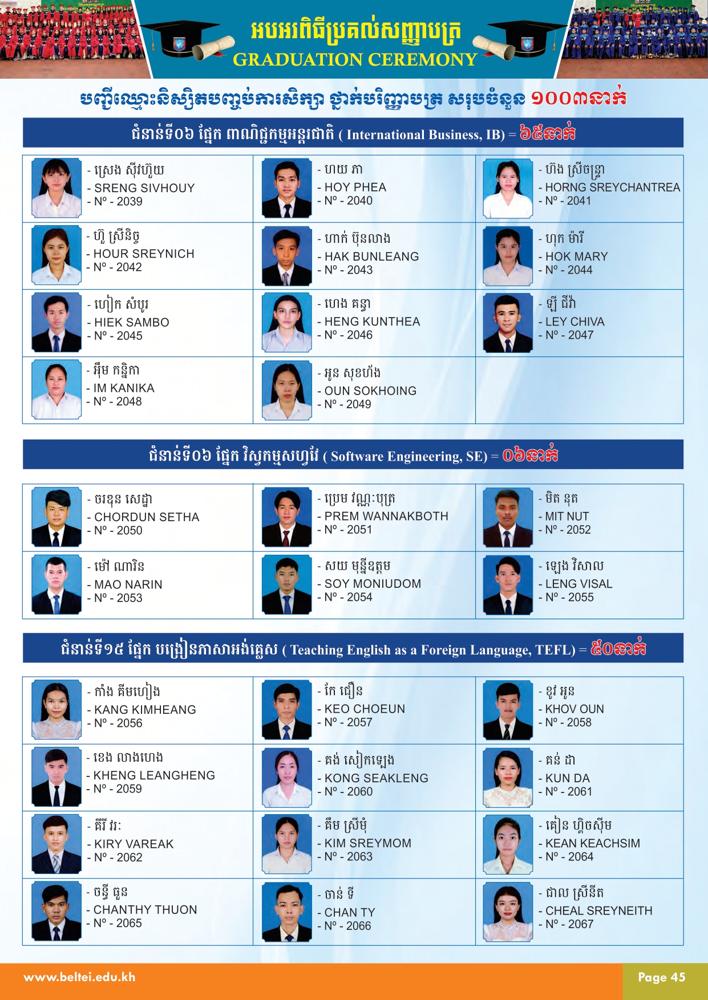 អបអរពិធីប្រគល់សញ្ញាបត្រ
GRADUATION CEREMONY
បញ្ជីឈ្មោះនិស្សិតបញ្ចប់ការសិក្សា ថ្នាក់បរិញ្ញាបត្រ សរុបចំនួន ១០០៣នាក់
ជំនាន់ទី០៦ ផ្នែក ពាណិជ្ជកម្មអន្តរជាតិ ( International Business, IB) = ៦៥នាក់
- ស្រេង ស៊ីវហ៊ួយ
- SRENG SIVHOUY
- Nº - 2039
- ហយ ភា
- HOY PHEA
- Nº - 2040
- ហ៊ង ស្រីចន្ទ្រា
- HORNG SREYCHANTREA
- Nº - 2041
- ហ៊ួ ស្រីនិច្ច
- HOUR SREYNICH
- Nº - 2042
- ហាក់ ប៊ុនលាង
- HAK BUNLEANG
- Nº - 2043
- ហុក ម៉ារី
- HOK MARY
- Nº - 2044
- ហៀក សំបូរ
- HIEK SAMBO
- Nº - 2045
- ហេង គន្ធា
- HENG KUNTHEA
- Nº - 2046
- ឡី ជីវ៉ា
- LEY CHIVA
- Nº - 2047
- អ៊ឹម កន្និកា
- IM KANIKA
- Nº - 2048
- អូន សុខហ័ង
- OUN SOKHOING
- Nº - 2049
ជំនាន់ទី០៦ ផ្នែក វិស្វកម្មសហ្វវែ ( Software Engineering, SE) = ០៦នាក់
- ចរឌុន សេដ្ឋា
- CHORDUN SETHA
- Nº - 2050
- ប្រេម វណ្ណៈបុត្រ
- PREM WANNAKBOTH
- Nº - 2051
- មិត នុត
- MIT NUT
- Nº - 2052
- ម៉ៅ ណារិន
- MAO NARIN
- Nº - 2053
- សយ មុន្នីឧត្តម
- SOY MONIUDOM
- Nº - 2054
- ឡេង វិសាល
- LENG VISAL
- Nº - 2055
ជំនាន់ទី១៥ ផ្នែក បង្រៀនភាសាអង់គ្លេស ( Teaching English as a Foreign Language, TEFL) = ៥០នាក់
- កាំង គីមហៀង
- KANG KIMHEANG
- Nº - 2056
- កែ ជឿន
- KEO CHOEUN
- Nº - 2057
- ខូវ អូន
- KHOV OUN
- Nº - 2058
- ខេង លាងហេង
- KHENG LEANGHENG
- Nº - 2059
- គង់ សៀកឡេង
- KONG SEAKLENG
- Nº - 2060
- គន់ ដា
- KUN DA
- Nº - 2061
- គីរី វរៈ
- KIRY VAREAK
- Nº - 2062
- គឹម ស្រីមុំ
- KIM SREYMOM
- Nº - 2063
- គៀន ហ្គិចស៊ីម
- KEAN KEACHSIM
- Nº - 2064
- ចន្ធី ធួន
- CHANTHY THUON
- Nº - 2065
- ចាន់ ទី
- CHAN TY
- Nº - 2066
- ជាល ស្រីនីត
- CHEAL SREYNEITH
- Nº - 2067
www.beltei.edu.kh
Page 45